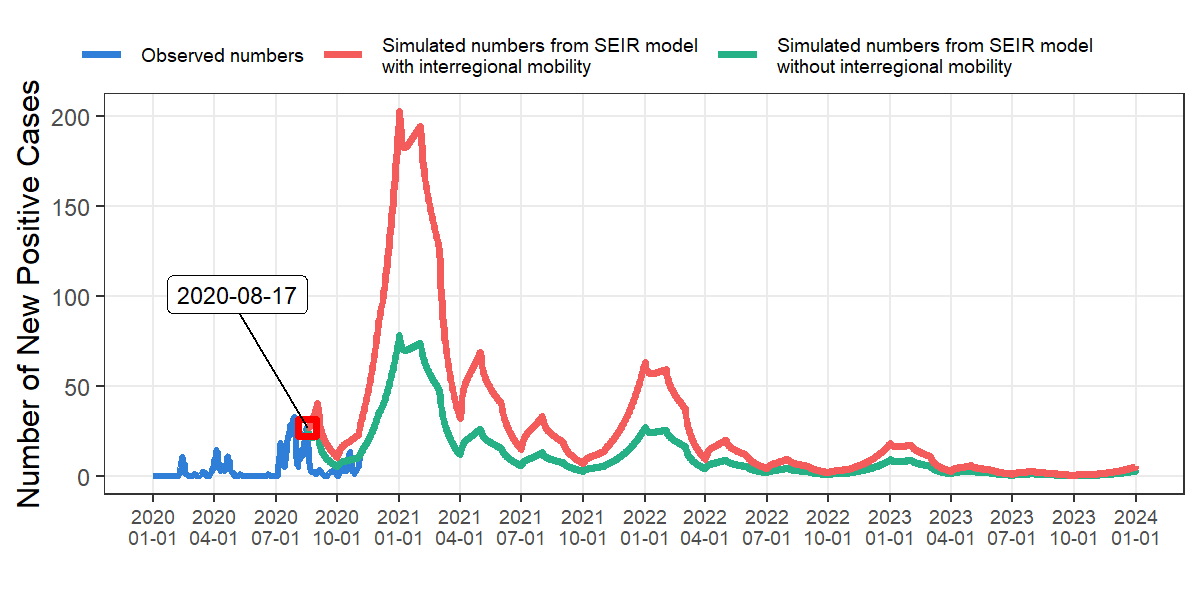 Observed numbers
Simulated numbers from SEIR model
with interregional mobility
Simulated numbers from SEIR model
without interregional mobility
Number of New Positive Cases
200
150
100
50
0
2020-08-17
2020 2020 2020 2020 2021 2021 2021 2021 2022 2022 2022 2022 2023 2023 2023 2023 2024
01-01 04-01 07-01 10-01 01-01 04-01 07-01 10-01 01-01 04-01 07-01 10-01 01-01 04-01 07-01 10-01 01-01